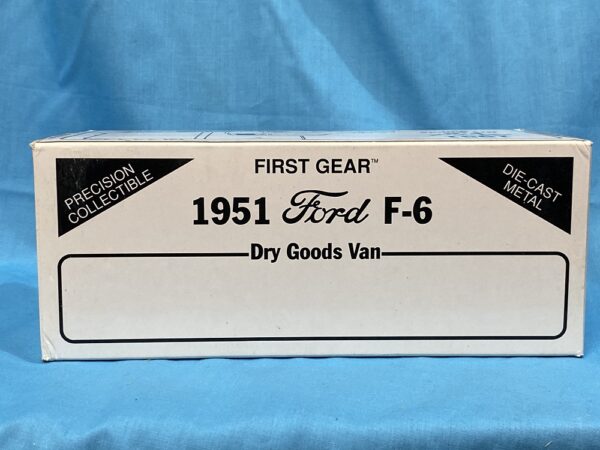 PRECISION
COLLECTIBLE
FIRST GEAR™
DIE-CAST
METAL
1951 Ford F-6
Dry Goods Van